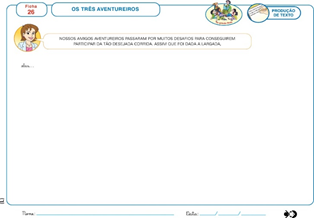 Ficha
26
OS TRÊS AVENTUREIROS
PRODUÇÃO
DE TEXTO
NOSSOS AMIGOS AVENTUREIROS PASSARAM POR MUITOS DESAFIOS PARA CONSEGUIREM
PARTICIPAR DA TÃO DESEJADA CORRIDA. ASSIM QUE FOI DADA A LARGADA,
eles...
Nome:
Data: